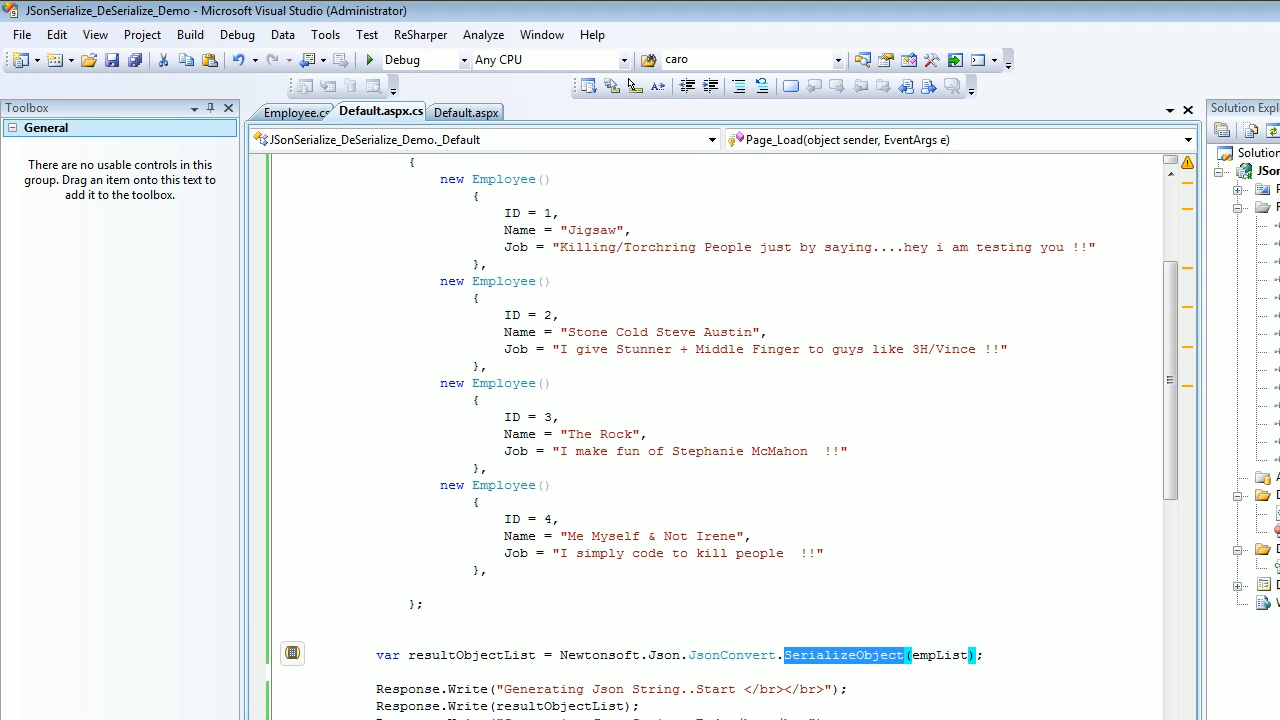 JSonSerialize_DeSerialize_Demo - Microsoft Visual Studio (Administrator)
File Edit View Project Build Debug Data Tools Test ReSharper Analyze Window Help
Debug Any CPU caro
Toolbox
General
There are no usable controls in this
group. Drag an item onto this text to
add it to the toolbox.
Employee.cs Default.aspx.cs Default.aspx
JSonSerialize_DeSerialize_Demo._Default Page_Load(object sender, EventArgs e)
{
new Employee()
{
ID = 1,
Name = "Jigsaw",
Job = "Killing/Torchring People just by saying....hey i am testing you !!"
},
new Employee()
{
ID = 2,
Name = "Stone Cold Steve Austin",
Job = "I give Stunner + Middle Finger to guys like 3H/Vince !!"
},
new Employee()
{
ID = 3,
Name = "The Rock",
Job = "I make fun of Stephanie McMahon  !!"
},
new Employee()
{
ID = 4,
Name = "Me Myself & Not Irene",
Job = "I simply code to kill people  !!"
},
};
var resultObjectList = Newtonsoft.Json.JsonConvert.SerializeObject(empList);
Response.Write("Generating Json String..Start </br></br>");
Response.Write(resultObjectList);
Solution Expl
Solutio
JSon